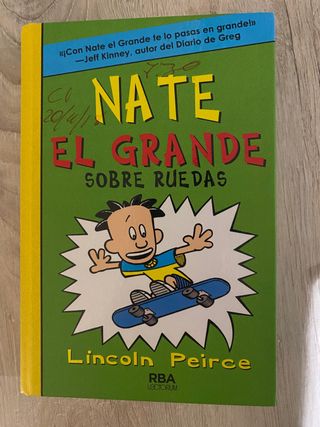 «¡Con Nate el Grande te lo pasas en grande!»
—Jeff Kinney, autor del Diario de Greg
NATE
EL GRANDE
SOBRE RUEDAS
Lincoln Peirce
RBA
LECTORUM